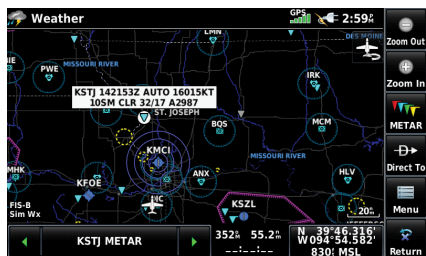 Weather
GPS
2:59
Zoom Out
Zoom In
METAR
Direct To
Menu
Return
LMN
DES MOINE
MISSOURI RIVER
PWE
IRK
KSTJ 142153Z AUTO 16015KT
10SM CLR 32/17 A2987
ST. JOSEPH
BQS
MCM
KMCI
MISSOURI RIVER
MHK
ANX
HLV
KFOE
KSZL
FIS-B
Sim Wx
20
KSTJ METAR
352° 55.2
__:__:__
N 39°46.316'
W094°54.582'
830' MSL